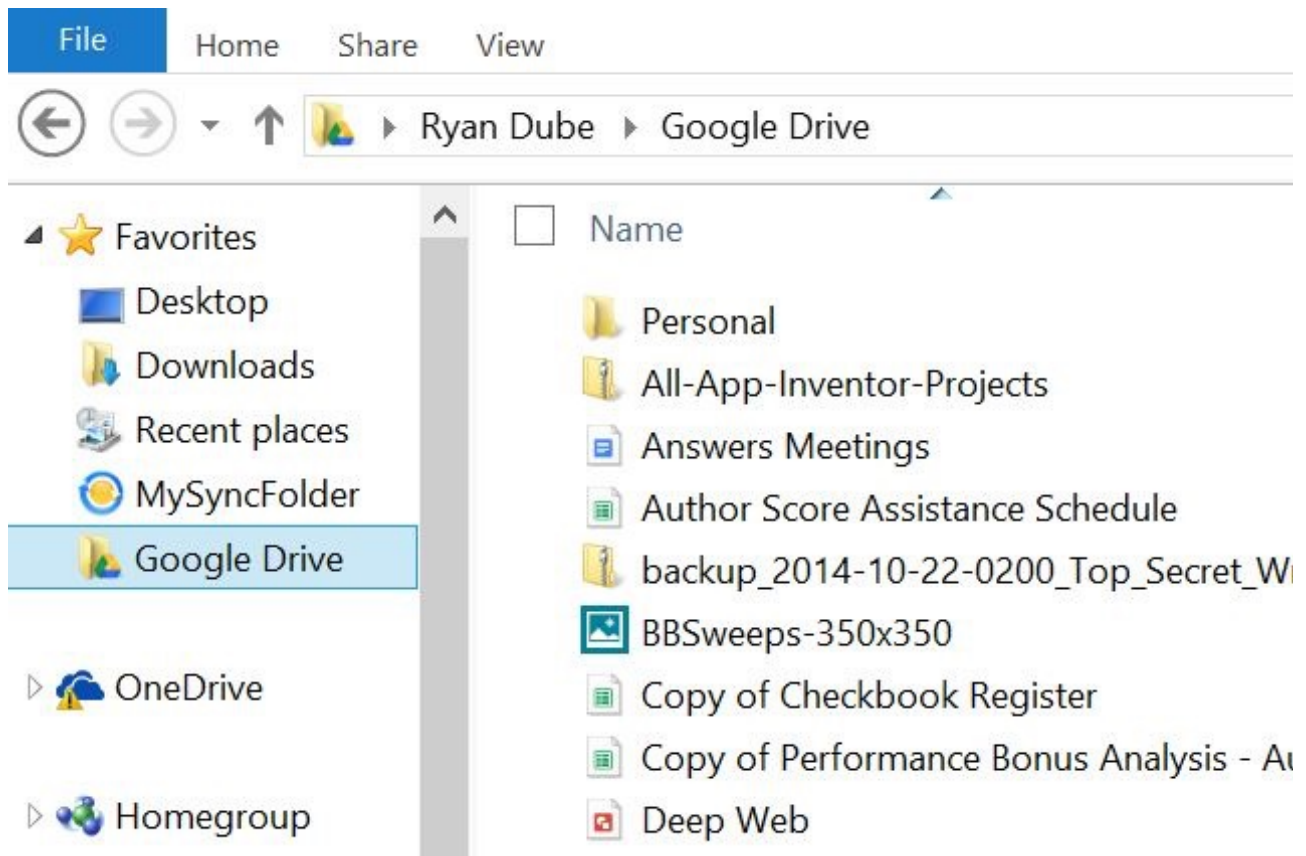 File Home Share View
Ryan Dube Google Drive
Favorites
Desktop
Downloads
Recent places
MySyncFolder
Google Drive
OneDrive
Homegroup
Name
Personal
All-App-Inventor-Projects
Answers Meetings
Author Score Assistance Schedule
backup_2014-10-22-0200_Top_Secret_W
BBSweeps-350x350
Copy of Checkbook Register
Copy of Performance Bonus Analysis - A
Deep Web